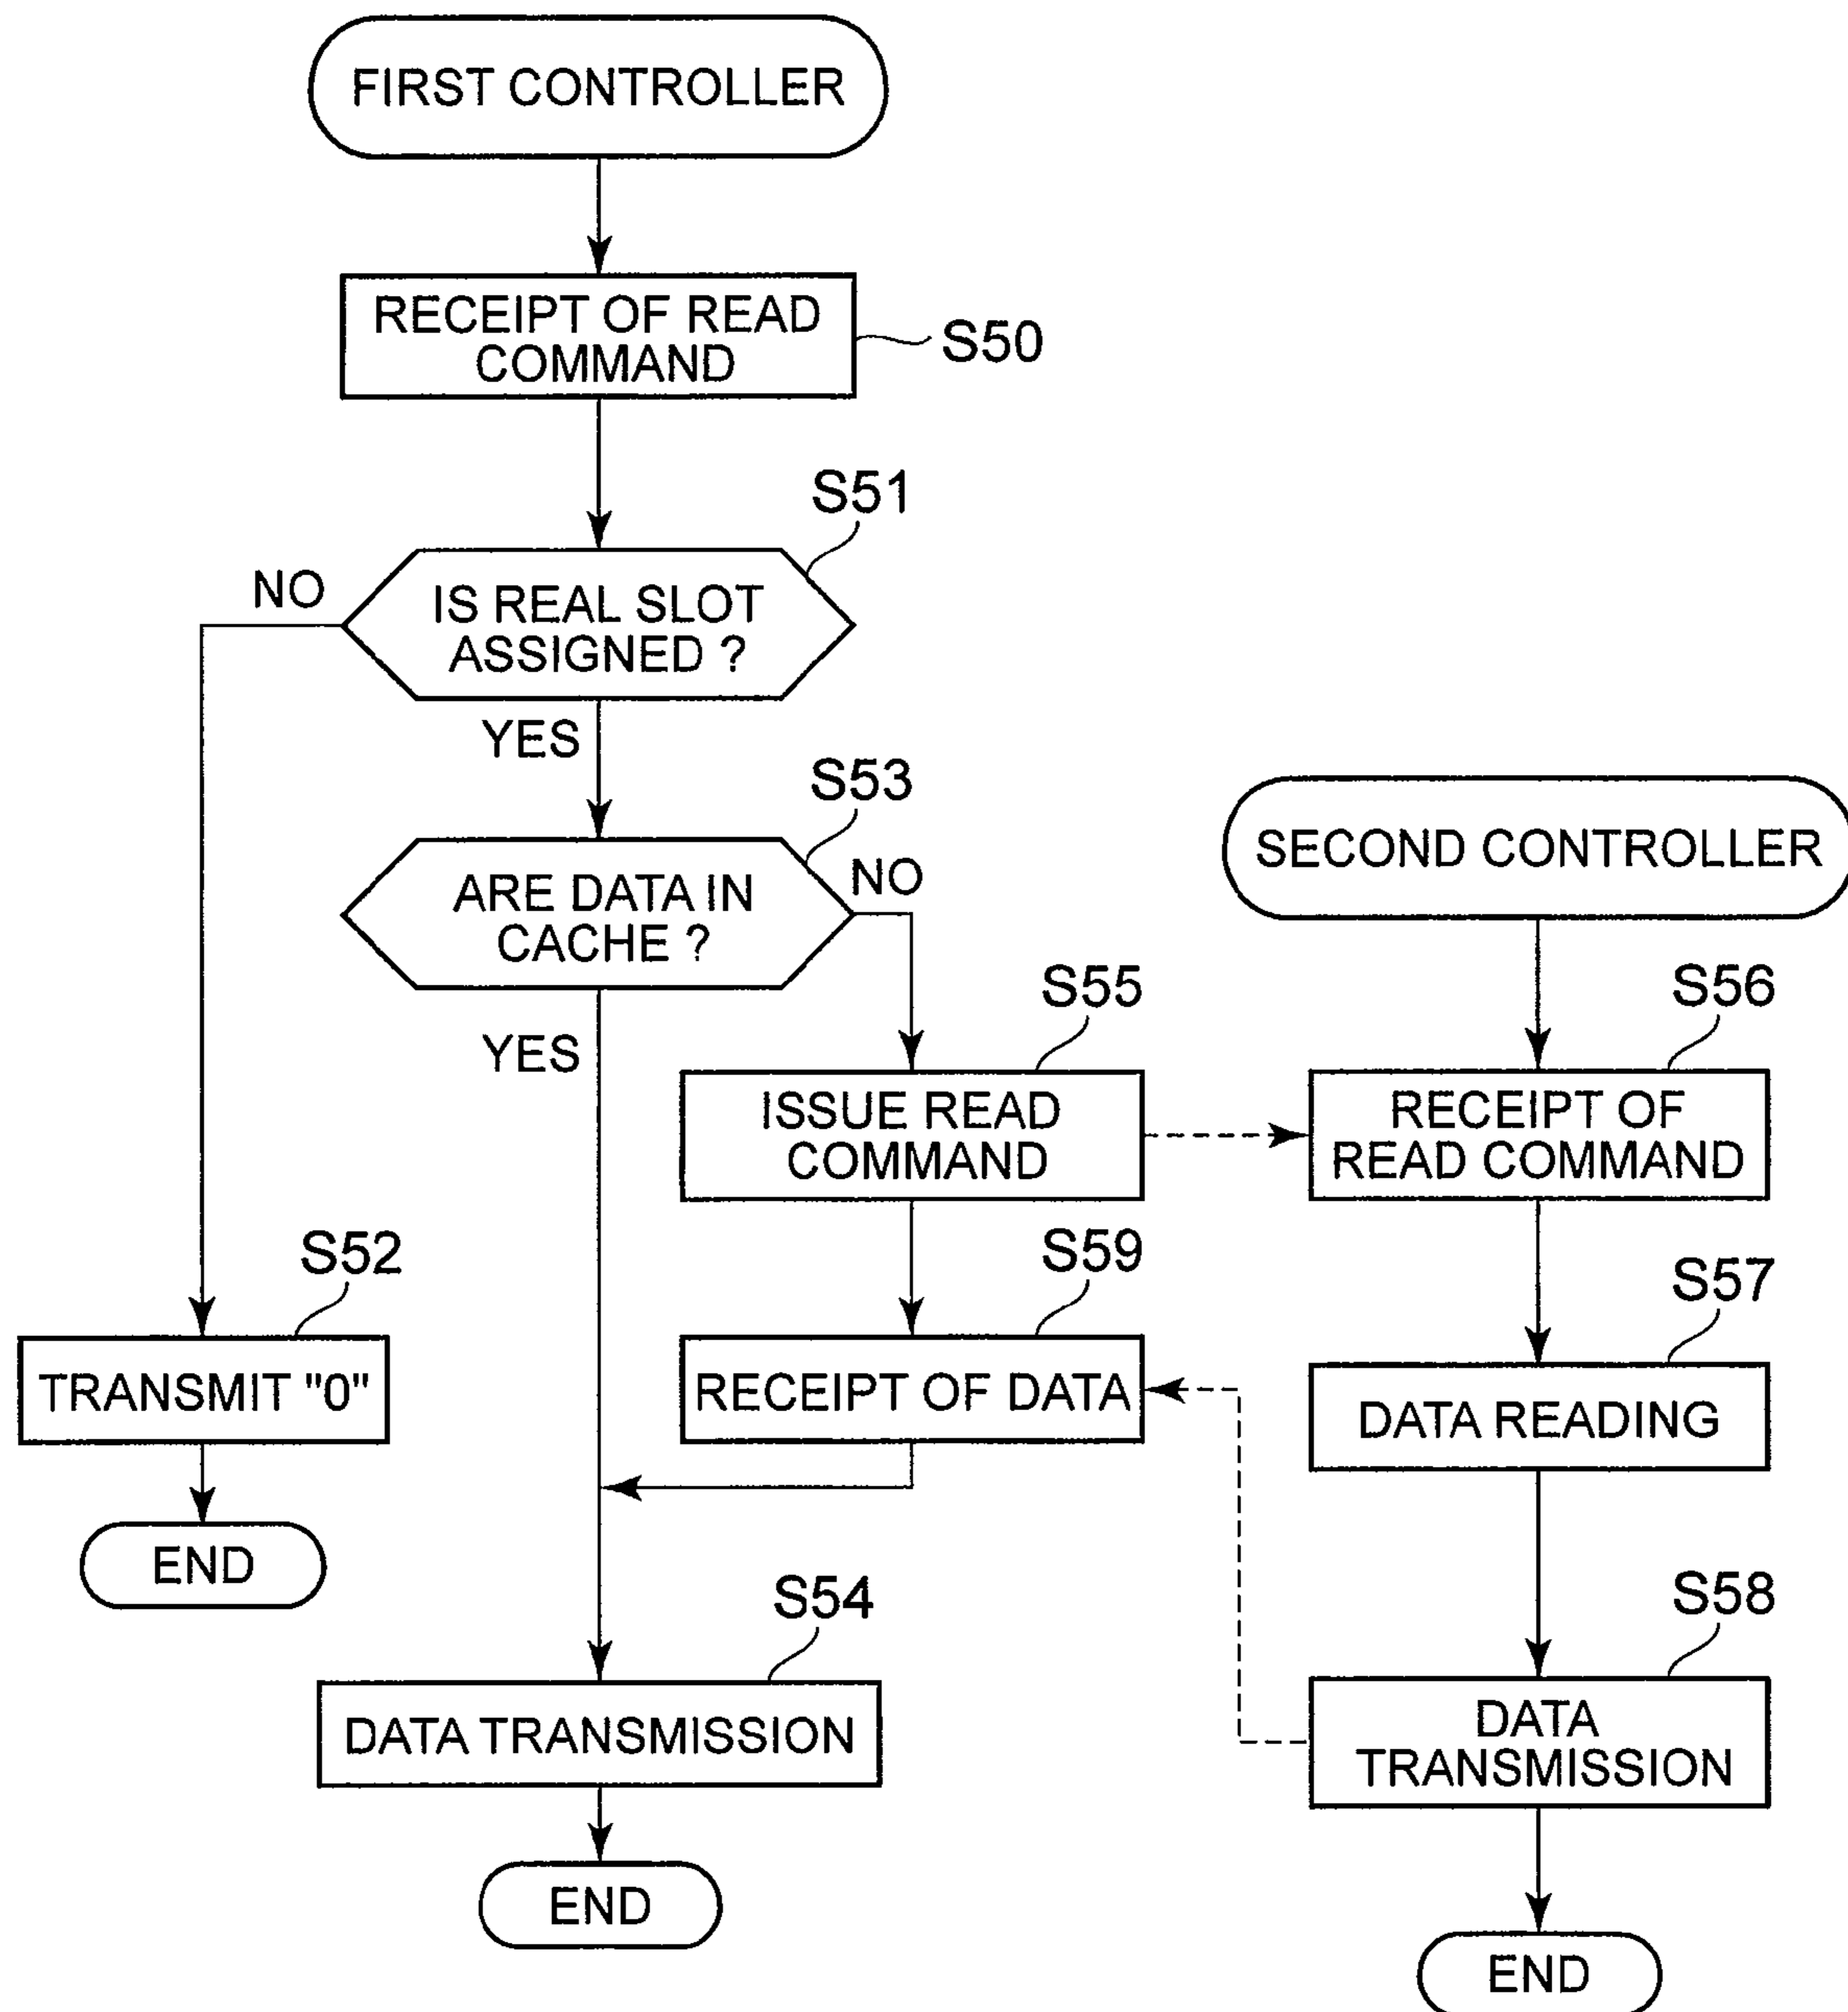 FIRST CONTROLLER
RECEIPT OF READ
COMMAND
S50
S51
NO
IS REAL SLOT
ASSIGNED ?
YES
S53
ARE DATA IN
CACHE ?
NO
YES
SECOND CONTROLLER
S55
ISSUE READ
COMMAND
S56
RECEIPT OF
READ COMMAND
S52
TRANSMIT "0"
END
S59
RECEIPT OF DATA
S57
DATA READING
S54
DATA TRANSMISSION
END
S58
DATA
TRANSMISSION
END